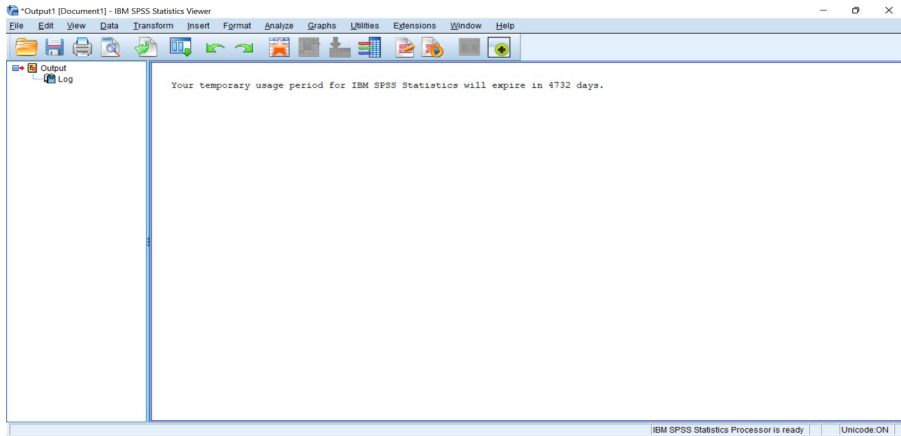 *Output1 [Document1] - IBM SPSS Statistics Viewer
File Edit View Data Transform Insert Format Analyze Graphs Utilities Extensions Window Help
Output
Log
Your temporary usage period for IBM SPSS Statistics will expire in 4732 days.
IBM SPSS Statistics Processor is ready Unicode:ON